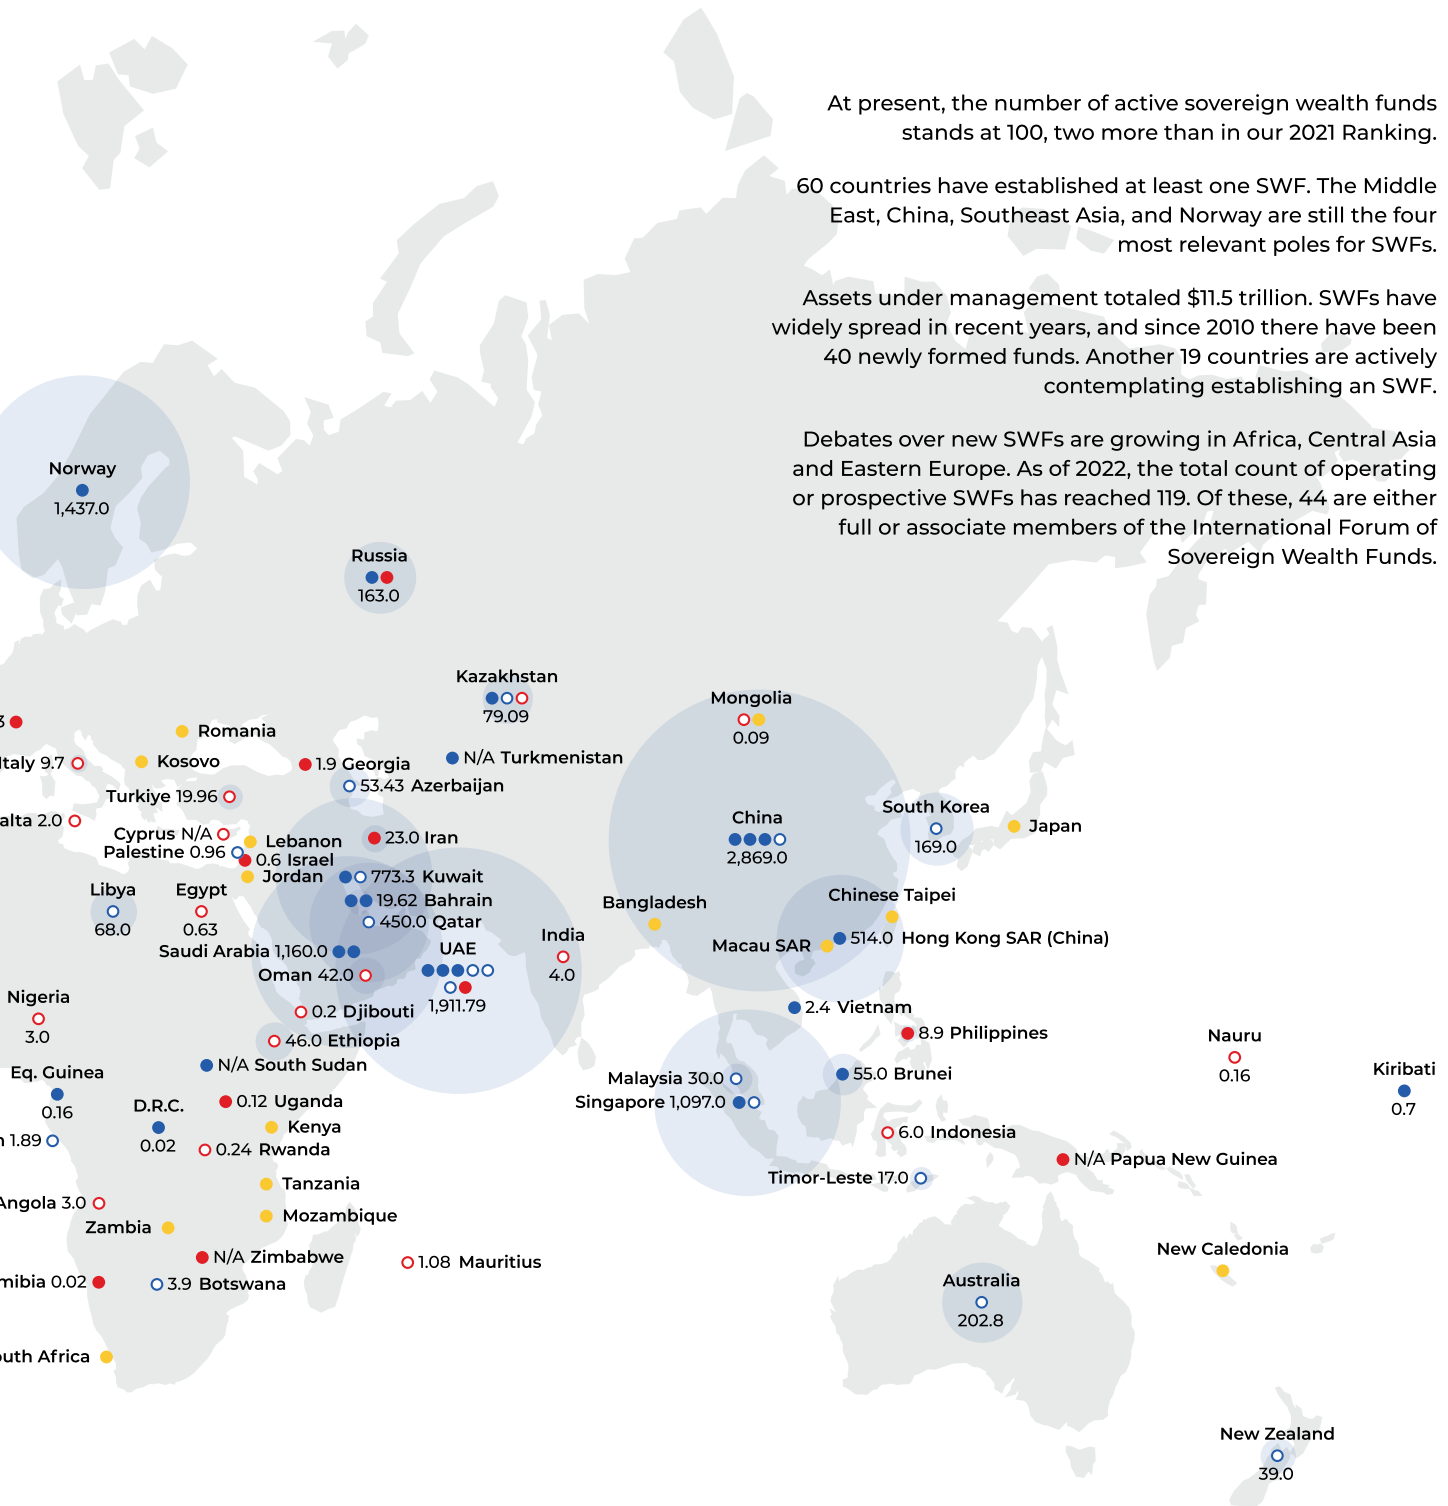 At present, the number of active sovereign wealth funds
stands at 100, two more than in our 2021 Ranking.
60 countries have established at least one SWF. The Middle
East, China, Southeast Asia, and Norway are still the four
most relevant poles for SWFs.
Assets under management totaled $11.5 trillion. SWFs have
widely spread in recent years, and since 2010 there have been
40 newly formed funds. Another 19 countries are actively
contemplating establishing an SWF.
Debates over new SWFs are growing in Africa, Central Asia
and Eastern Europe. As of 2022, the total count of operating
or prospective SWFs has reached 119. Of these, 44 are either
full or associate members of the International Forum of
Sovereign Wealth Funds.
Norway
1,437.0
Russia
163.0
Kazakhstan
79.09
Mongolia
0.09
3
Romania
Italy 9.7
Kosovo
1.9 Georgia
N/A Turkmenistan
53.43 Azerbaijan
Turkiye 19.96
alta 2.0
Cyprus N/A
Lebanon
23.0 Iran
Palestine 0.96
0.6 Israel
Jordan
773.3 Kuwait
China
2,869.0
South Korea
169.0
Japan
Libya
68.0
Egypt
0.63
19.62 Bahrain
450.0 Qatar
Saudi Arabia 1,160.0
UAE
1,911.79
Oman 42.0
India
4.0
Bangladesh
Chinese Taipei
Macau SAR
514.0 Hong Kong SAR (China)
Nigeria
3.0
0.2 Djibouti
46.0 Ethiopia
N/A South Sudan
2.4 Vietnam
8.9 Philippines
Nauru
0.16
Kiribati
0.7
Eq. Guinea
0.16
D.R.C.
0.02
0.12 Uganda
Kenya
Malaysia 30.0
Singapore 1,097.0
55.0 Brunei
n 1.89
0.24 Rwanda
6.0 Indonesia
N/A Papua New Guinea
Timor-Leste 17.0
Tanzania
Angola 3.0
Mozambique
Zambia
N/A Zimbabwe
1.08 Mauritius
New Caledonia
mibia 0.02
3.9 Botswana
Australia
202.8
outh Africa
New Zealand
39.0